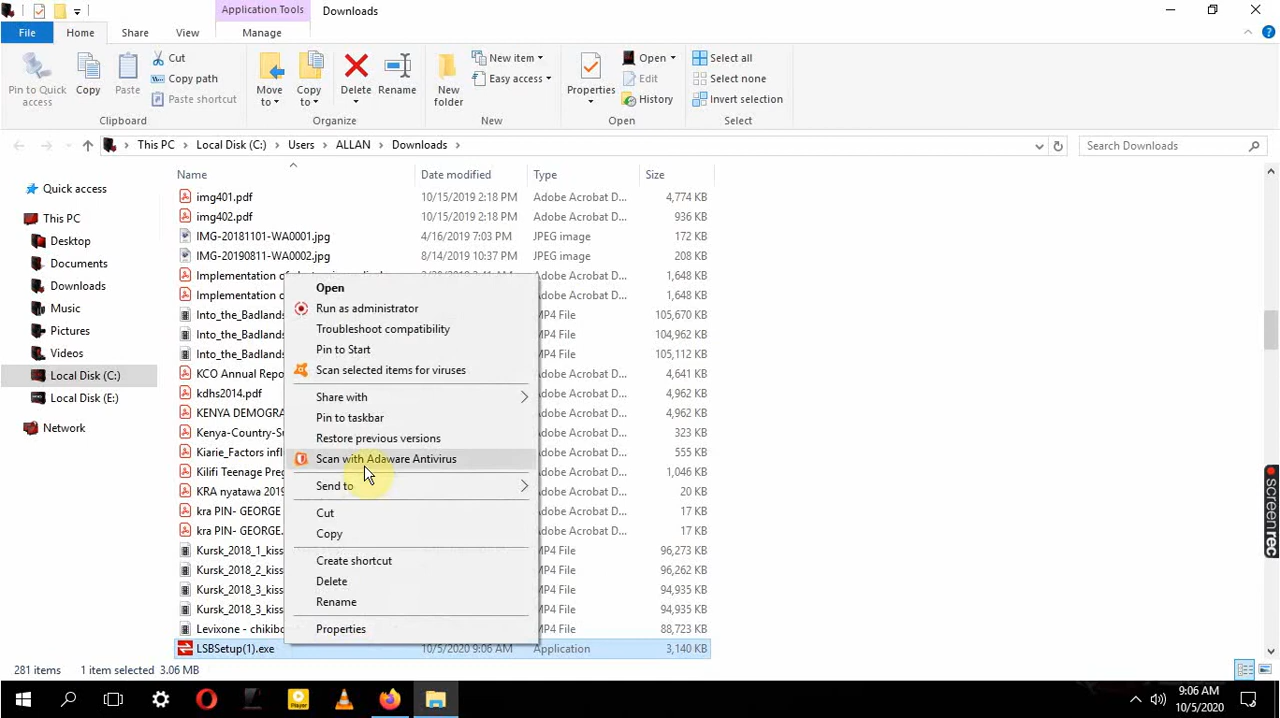 Application Tools
Downloads
File
Home
Share
View
Manage
Pin to Quick access
Copy
Paste
Cut
Copy path
Paste shortcut
Clipboard
Move to
Copy to
Delete
Rename
Organize
New folder
New item
Easy access
New
Properties
Open
Edit
History
Open
Select all
Select none
Invert selection
Select
This PC
Local Disk (C:)
Users
ALLAN
Downloads
Search Downloads
Name
Date modified
Type
Size
Quick access
This PC
Desktop
Documents
Downloads
Music
Pictures
Videos
Local Disk (C:)
Local Disk (E:)
Network
img401.pdf 10/15/2019 2:18 PM Adobe Acrobat D... 4,774 KB
img402.pdf 10/15/2019 2:18 PM Adobe Acrobat D... 936 KB
IMG-20181101-WA0001.jpg 4/16/2019 7:03 PM JPEG image 172 KB
IMG-20190811-WA0002.jpg 8/14/2019 10:37 PM JPEG image 208 KB
Implementation Adobe Acrobat D... 1,648 KB
Implementation Adobe Acrobat D... 1,648 KB
Into_the_Badlands MP4 File 105,670 KB
Into_the_Badlands MP4 File 104,962 KB
Into_the_Badlands MP4 File 105,112 KB
KCO Annual Repo Adobe Acrobat D... 4,641 KB
kdhs2014.pdf Adobe Acrobat D... 4,962 KB
KENYA DEMOGRA Adobe Acrobat D... 4,962 KB
Kenya-Country-Su Adobe Acrobat D... 323 KB
Kiarie_Factors infl Adobe Acrobat D... 555 KB
Kilifi Teenage Preg Adobe Acrobat D... 1,046 KB
KRA nyatawa 2019 Adobe Acrobat D... 20 KB
kra PIN- GEORGE Adobe Acrobat D... 17 KB
kra PIN- GEORGE Adobe Acrobat D... 17 KB
Kursk_2018_1_kiss MP4 File 96,273 KB
Kursk_2018_2_kiss MP4 File 96,262 KB
Kursk_2018_3_kiss MP4 File 94,935 KB
Kursk_2018_3_kiss MP4 File 94,935 KB
Levixone - chikibo MP4 File 88,723 KB
LSBSetup(1).exe 10/5/2020 9:06 AM Application 3,140 KB
Open
Run as administrator
Troubleshoot compatibility
Pin to Start
Scan selected items for viruses
Share with
Pin to taskbar
Restore previous versions
Scan with Adaware Antivirus
Send to
Cut
Copy
Create shortcut
Delete
Rename
Properties
281 items
1 item selected 3.06 MB
screenrec
Player
9:06 AM
10/5/2020